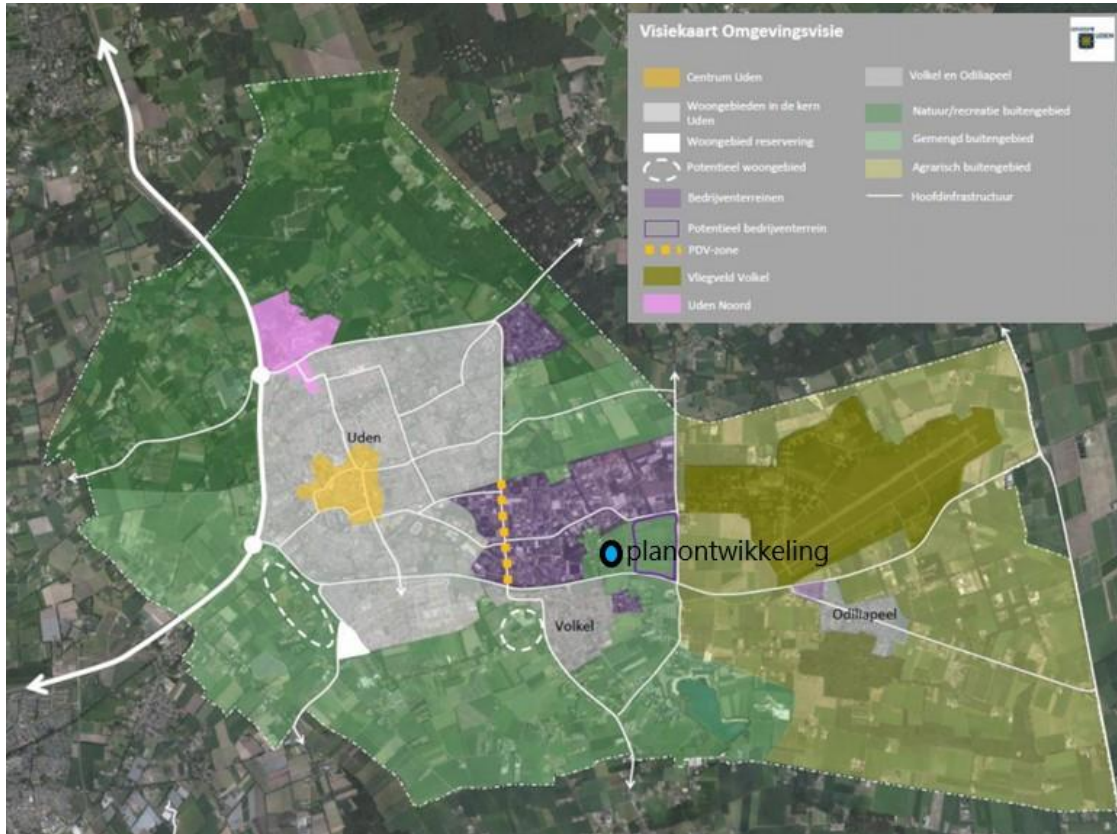 Visiekaart Omgevingsvisie
UDEN
Centrum Uden
Woongebieden in de kern
Uden
Woongebied reservering
Potentieel woongebied
Bedrijventerreinen
Potentieel bedrijventerrein
PDV-zone
Vliegveld Volkel
Uden Noord
Volkel en Odiliapeel
Natuur/recreatie buitengebied
Gemengd buitengebied
Agrarisch buitengebied
Hoofdinfrastructuur
Uden
planontwikkeling
Volkel
Odiliapeel